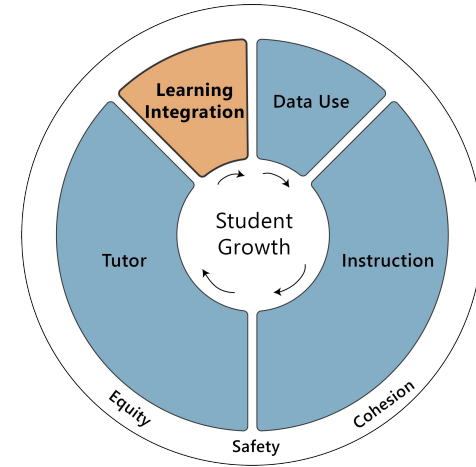 Learning
Integration
Data Use
Student
Growth
Tutor
Instruction
Equity
Safety
Cohesion